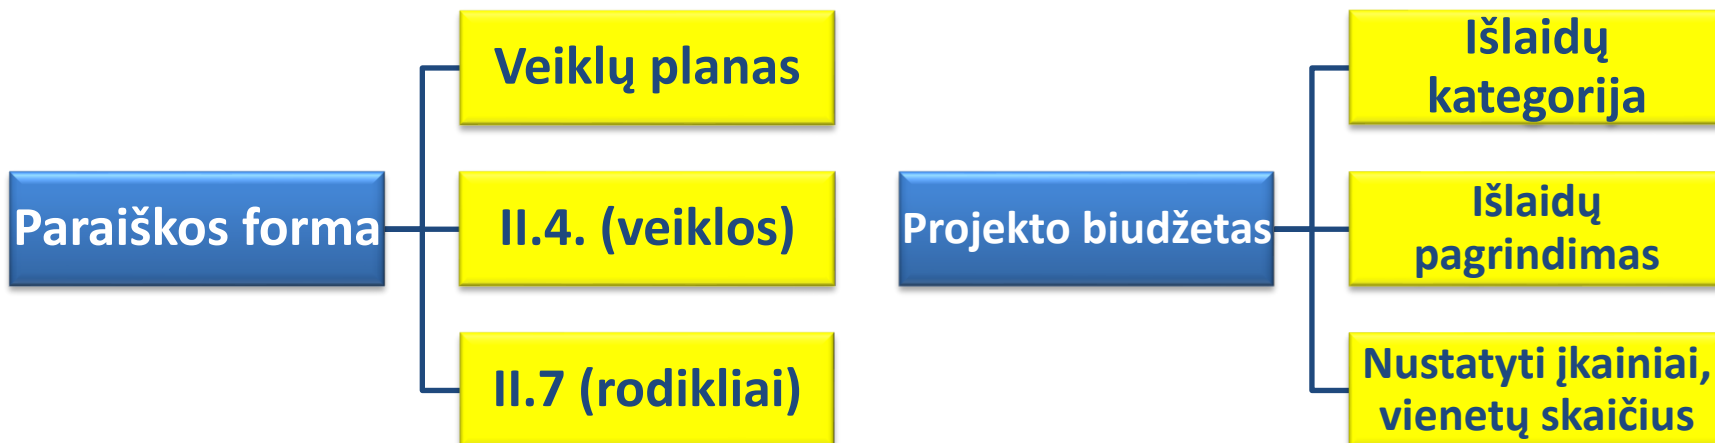 Paraiškos forma
Veiklų planas
II.4. (veiklos)
II.7 (rodikliai)
Projekto biudžetas
Išlaidų
kategorija
Išlaidų
pagrindimas
Nustatyti įkainiai,
vienetų skaičius